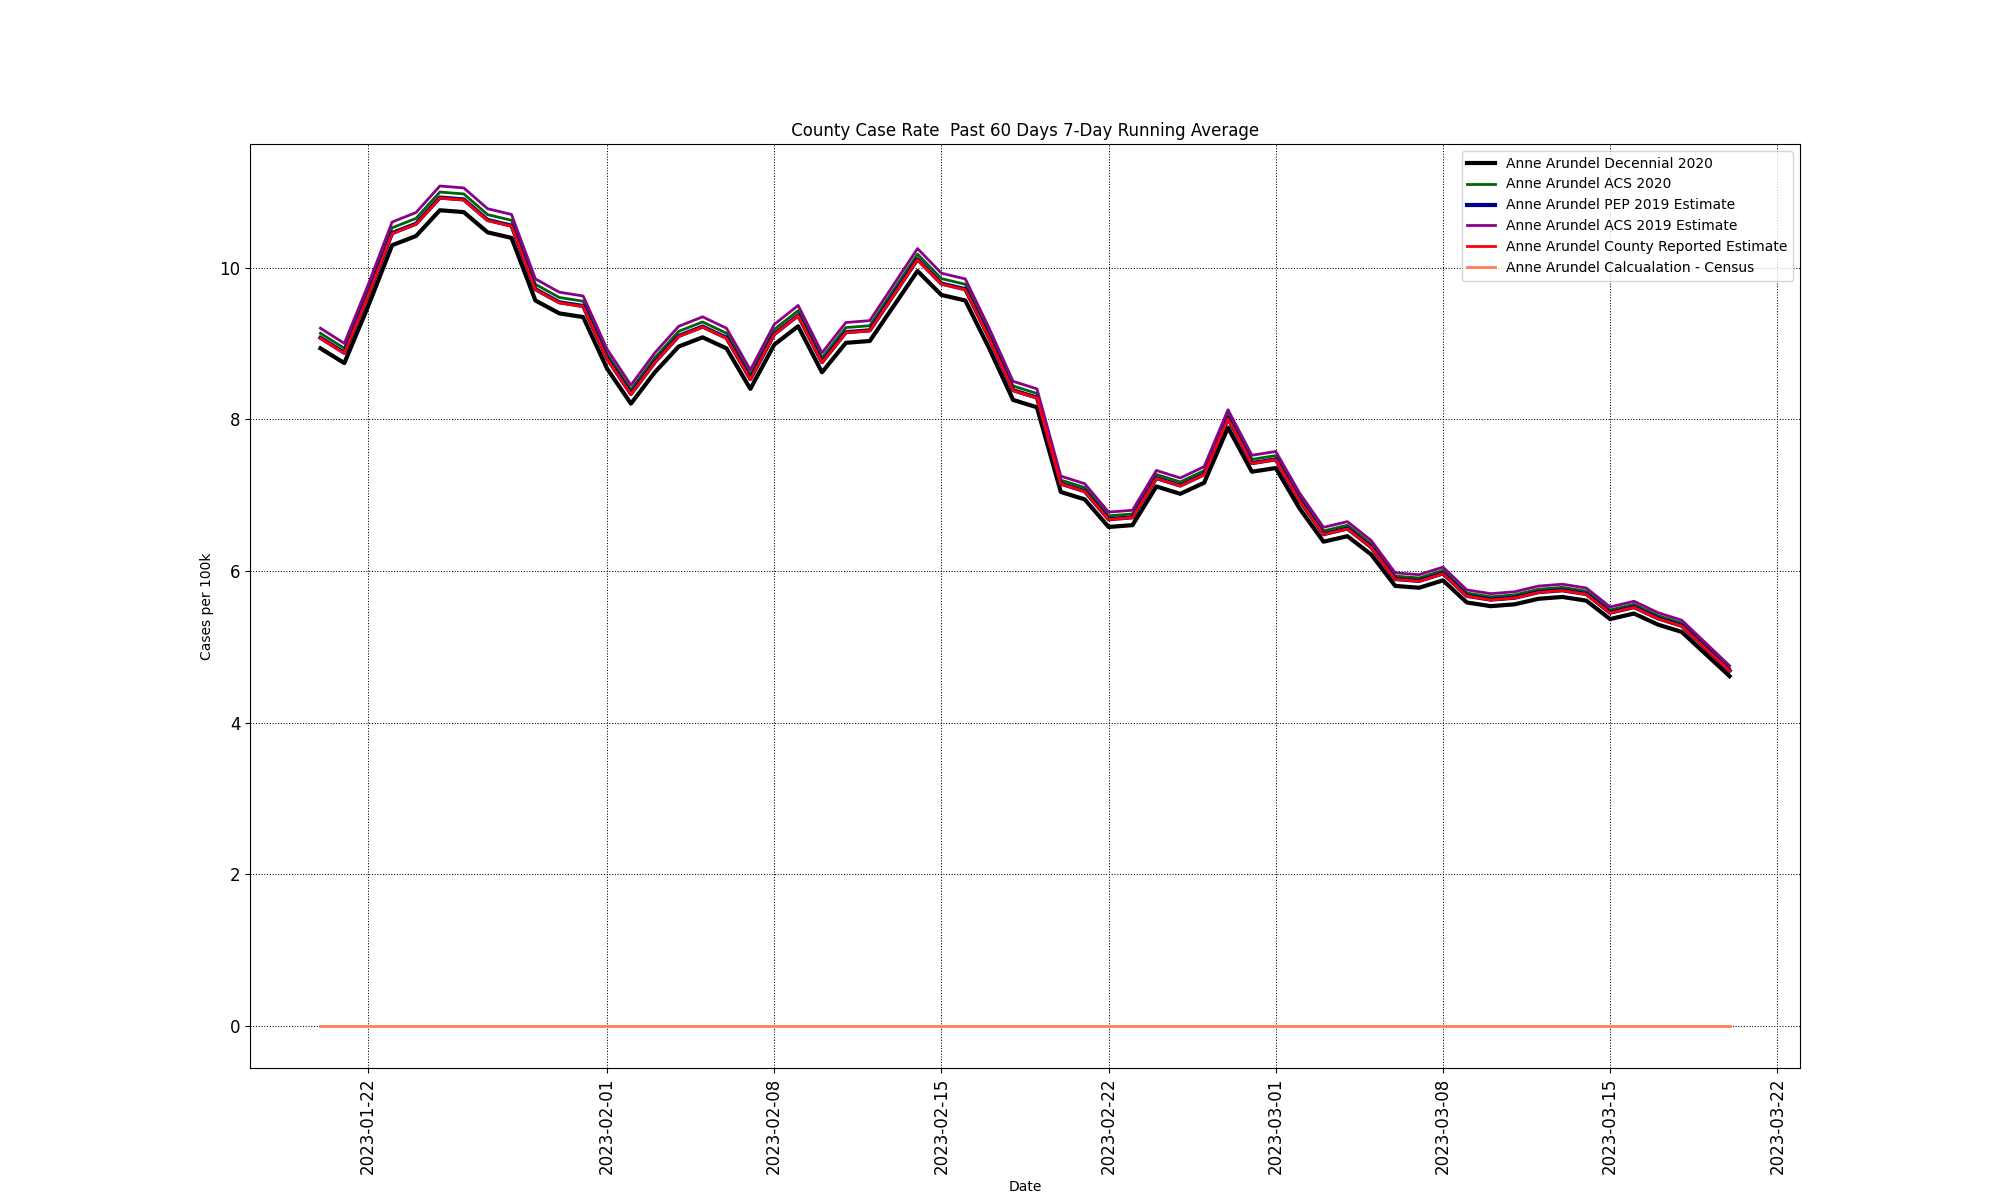 County Case Rate  Past 60 Days 7-Day Running Average
Anne Arundel Decennial 2020
Anne Arundel ACS 2020
Anne Arundel PEP 2019 Estimate
Anne Arundel ACS 2019 Estimate
Anne Arundel County Reported Estimate
Anne Arundel Calcualation - Census
Cases per 100k
10
8
6
4
2
0
2023-01-22
2023-02-01
2023-02-08
2023-02-15
2023-02-22
2023-03-01
2023-03-08
2023-03-15
2023-03-22
Date